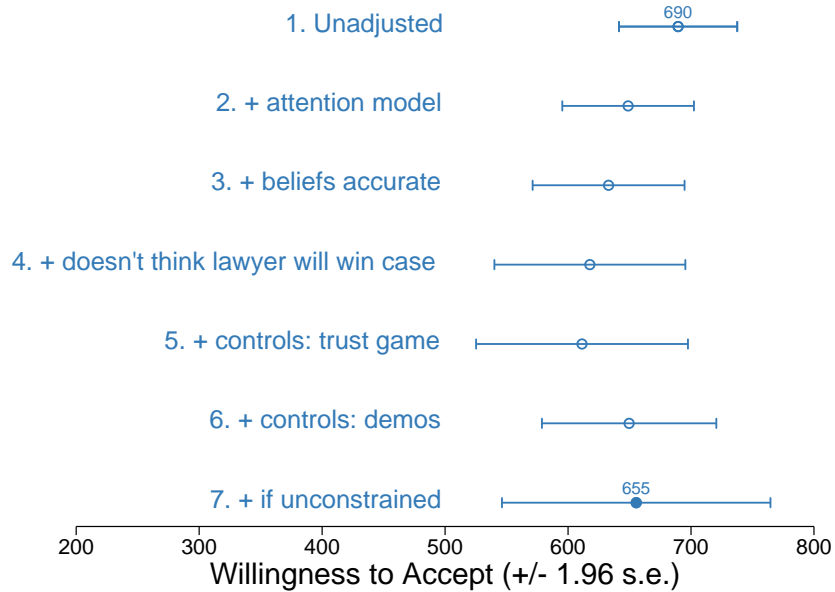 690
1. Unadjusted
2. + attention model
3. + beliefs accurate
4. + doesn't think lawyer will win case
5. + controls: trust game
6. + controls: demos
655
7. + if unconstrained
200 300 400 500 600 700 800
Willingness to Accept (+/- 1.96 s.e.)